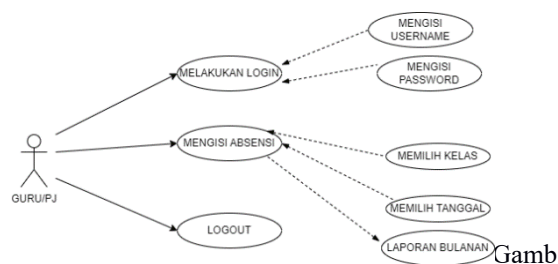 MENGISI
USERNAME
MELAKUKAN LOGIN
MENGISI
PASSWORD
MENGISI ABSENSI
MEMILIH KELAS
GURU/PJ
MEMILIH TANGGAL
LOGOUT
LAPORAN BULANAN
Gamb